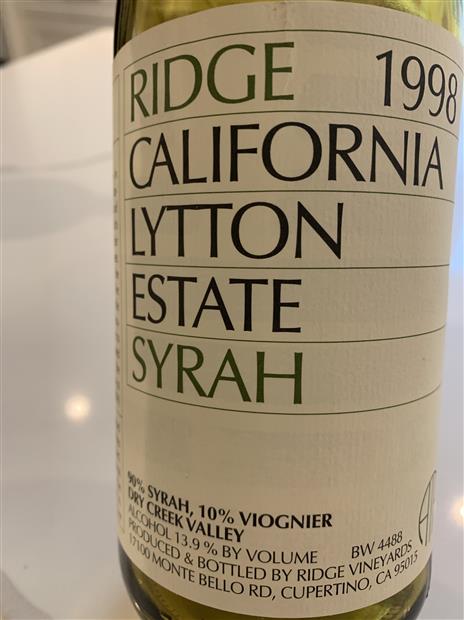 RIDGE 1998
CALIFORNIA
LYTTON
ESTATE
SYRAH
90% SYRAH, 10% VIOGNIER
DRY CREEK VALLEY
ALCOHOL 13.9 % BY VOLUME BW 4488
PRODUCED & BOTTLED BY RIDGE VINEYARDS
17100 MONTE BELLO RD, CUPERTINO, CA 95015